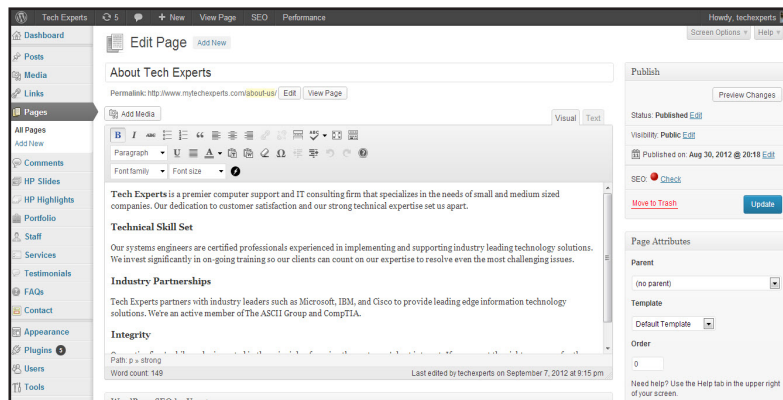 Tech Experts 5 + New View Page SEO Performance Howdy, techexperts
Screen Options Help
Dashboard
Posts
Media
Links
Pages
All Pages
Add New
Comments
HP Slides
HP Highlights
Portfolio
Staff
Services
Testimonials
FAQs
Contact
Appearance
Plugins 5
Users
Tools
Edit Page Add New
About Tech Experts
Permalink: http://www.mytechexperts.com/about-us/ Edit View Page
Add Media
Visual Text
B I ABC
Paragraph U A Ω
Font family Font size
Tech Experts is a premier computer support and IT consulting firm that specializes in the needs of small and medium sized
companies. Our dedication to customer satisfaction and our strong technical expertise set us apart.
Technical Skill Set
Our systems engineers are certified professionals experienced in implementing and supporting industry leading technology solutions.
We invest significantly in on-going training so our clients can count on our expertise to resolve even the most challenging issues.
Industry Partnerships
Tech Experts partners with industry leaders such as Microsoft, IBM, and Cisco to provide leading edge information technology
solutions. We're an active member of The ASCII Group and CompTIA.
Integrity
Path: p » strong
Word count: 149 Last edited by techexperts on September 7, 2012 at 9:15 pm
Publish
Preview Changes
Status: Published Edit
Visibility: Public Edit
Published on: Aug 30, 2012 @ 20:18 Edit
SEO: Check
Move to Trash Update
Page Attributes
Parent
(no parent)
Template
Default Template
Order
0
Need help? Use the Help tab in the upper right
of your screen.